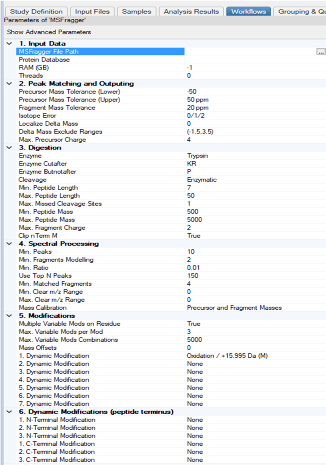 Study Definition Input Files Samples Analysis Results Workflows Grouping & Qu
Parameters of 'MSFragger'
Show Advanced Parameters
1. Input Data
MSFragger File Path
Protein Database
RAM (GB) -1
Threads 0
2. Peak Matching and Outputing
Precursor Mass Tolerance (Lower) -50
Precursor Mass Tolerance (Upper) 50 ppm
Fragment Mass Tolerance 20 ppm
Isotope Error 0/1/2
Localize Delta Mass 0
Delta Mass Exclude Ranges (-1.5,3.5)
Max. Precursor Charge 4
3. Digestion
Enzyme Trypsin
Enzyme Cutafter KR
Enzyme Butnotafter P
Cleavage Enzymatic
Min. Peptide Length 7
Max. Peptide Length 50
Max. Missed Cleavage Sites 1
Min. Peptide Mass 500
Max. Peptide Mass 5000
Max. Fragment Charge 2
Clip nTerm M True
4. Spectral Processing
Min. Peaks 10
Min. Fragments Modelling 2
Min. Ratio 0.01
Use Top N Peaks 150
Min. Matched Fragments 4
Min. Clear m/z Range 0
Max. Clear m/z Range 0
Mass Calibration Precursor and Fragment Masses
5. Modifications
Multiple Variable Mods on Residue True
Max. Variable Mods per Mod 3
Max. Variable Mods Combinations 5000
Mass Offsets 0
1. Dynamic Modification Oxidation / +15.995 Da (M)
2. Dynamic Modification None
3. Dynamic Modification None
4. Dynamic Modification None
5. Dynamic Modification None
6. Dynamic Modification None
7. Dynamic Modification None
6. Dynamic Modifications (peptide terminus)
1. N-Terminal Modification None
2. N-Terminal Modification None
3. N-Terminal Modification None
1. C-Terminal Modification None
2. C-Terminal Modification None
3. C-Terminal Modification None